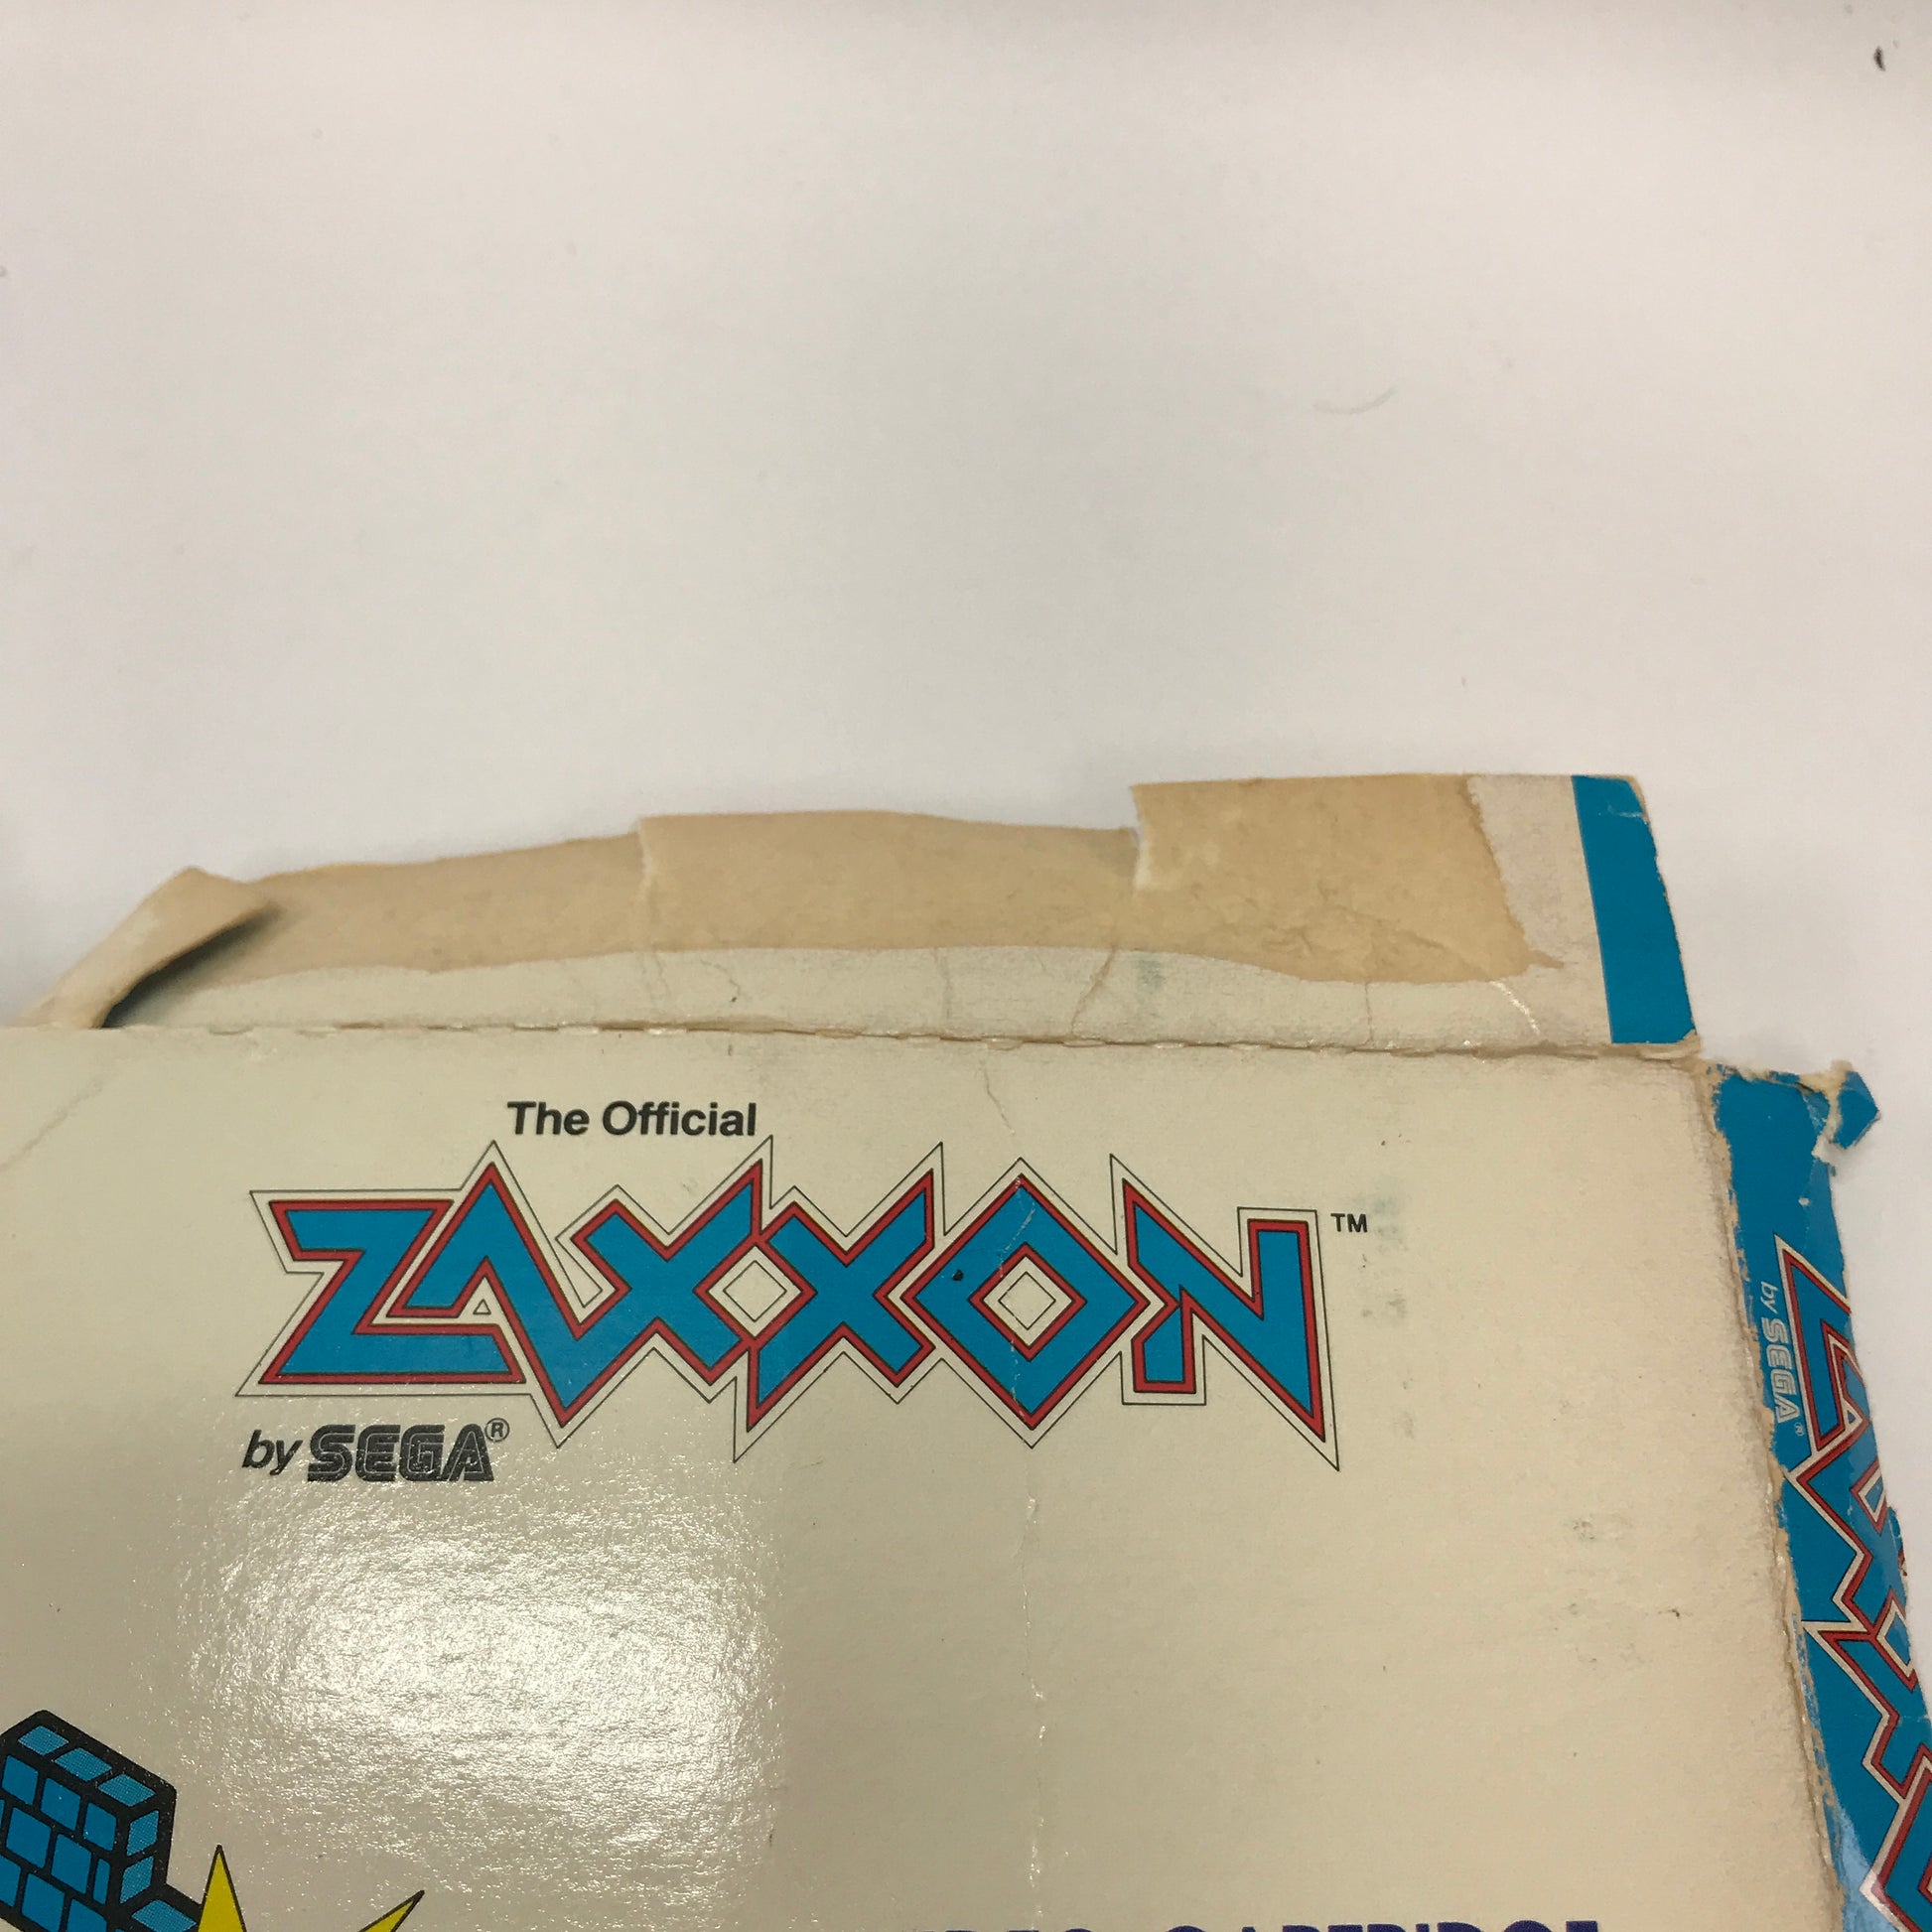 The Official
ZAXXON™
by SEGA®
by SEGA®